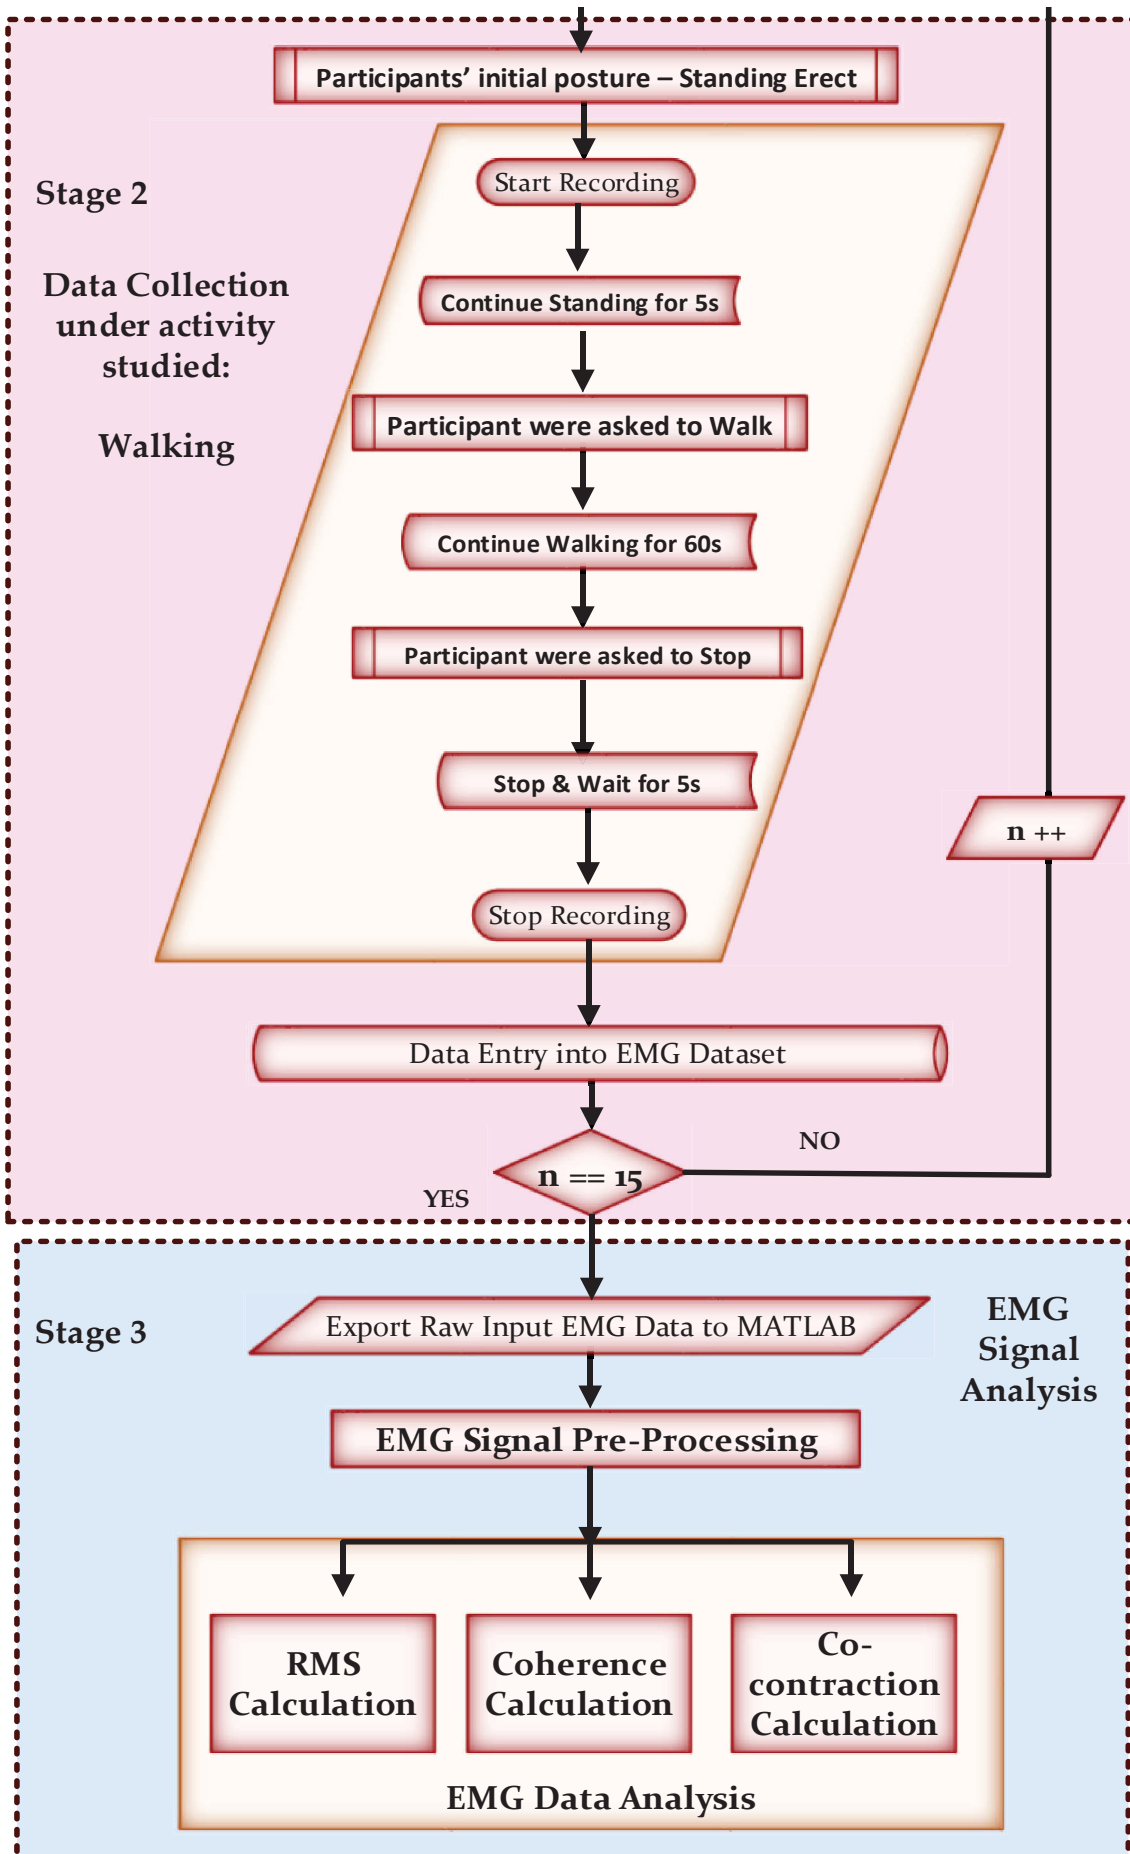 Participants’ initial posture – Standing Erect
Stage 2
Data Collection
under activity
studied:
Walking
Start Recording
Continue Standing for 5s
Participant were asked to Walk
Continue Walking for 60s
Participant were asked to Stop
Stop & Wait for 5s
n ++
Stop Recording
Data Entry into EMG Dataset
n == 15
NO
YES
Stage 3
EMG
Signal
Analysis
Export Raw Input EMG Data to MATLAB
EMG Signal Pre-Processing
RMS
Calculation
Coherence
Calculation
Co-
contraction
Calculation
EMG Data Analysis